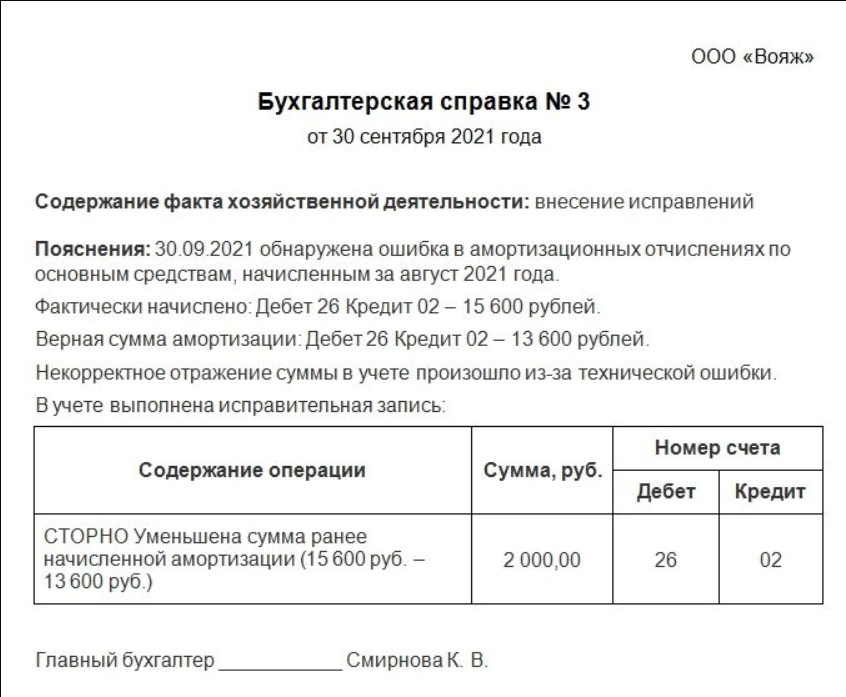 ООО «Вояж»
Бухгалтерская справка № 3
от 30 сентября 2021 года
Содержание факта хозяйственной деятельности: внесение исправлений
Пояснения: 30.09.2021 обнаружена ошибка в амортизационных отчислениях по
основным средствам, начисленным за август 2021 года.
Фактически начислено: Дебет 26 Кредит 02 – 15 600 рублей.
Верная сумма амортизации: Дебет 26 Кредит 02 – 13 600 рублей.
Некорректное отражение суммы в учете произошло из-за технической ошибки.
В учете выполнена исправительная запись:
Содержание операции
Сумма, руб.
Номер счета
Дебет
Кредит
СТОРНО Уменьшена сумма ранее
начисленной амортизации (15 600 руб. –
13 600 руб.)
2 000,00
26
02
Главный бухгалтер ___________ Смирнова К. В.